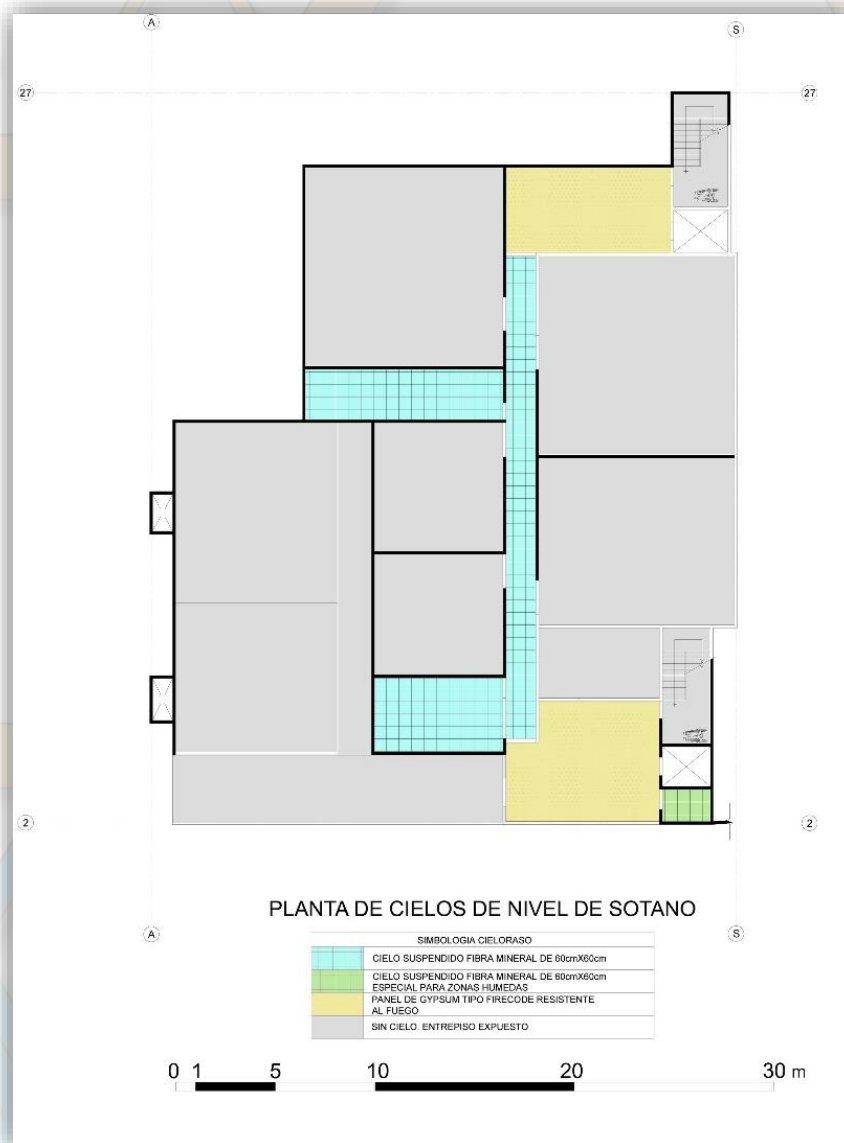 A
S
27
27
2
2
PLANTA DE CIELOS DE NIVEL DE SOTANO
A
S
SIMBOLOGIA CIELORASO
CIELO SUSPENDIDO FIBRA MINERAL DE 60cmX60cm
CIELO SUSPENDIDO FIBRA MINERAL DE 60cmX60cm
ESPECIAL PARA ZONAS HUMEDAS
PANEL DE GYPSUM TIPO FIRECODE RESISTENTE
AL FUEGO
SIN CIELO. ENTREPISO EXPUESTO
0 1 5 10 20 30 m